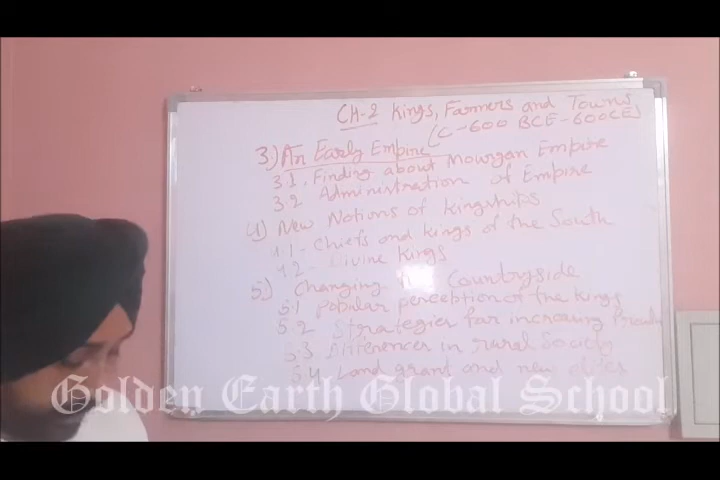 CH-2 Kings, Farmers and Towns
(C-600 BCE-600CE)
3) An Early Empire
3.1. Finding about Mowryan Empire
3.2 Administration of Empire
4) New Notions of kingships
4.1 - Chiefs and kings of the South
4.2 - Divine kings
5.) Changing Countryside
5.1 Popular perception of the kings
5.2 Strategies for increasing
5.3 Differences in rural Society
5.4 Land grant and new elites
Golden Earth Global School